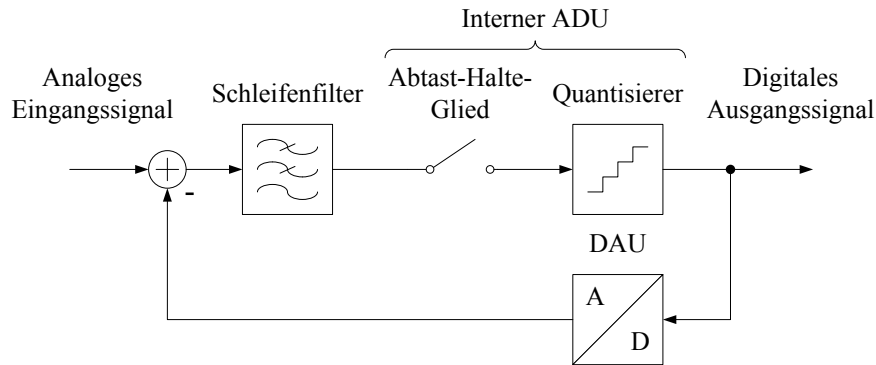 Interner ADU
Analoges
Eingangssignal
Schleifenfilter
Abtast-Halte-
Glied
Quantisierer
Digitales
Ausgangssignal
+
-
DAU
A
D